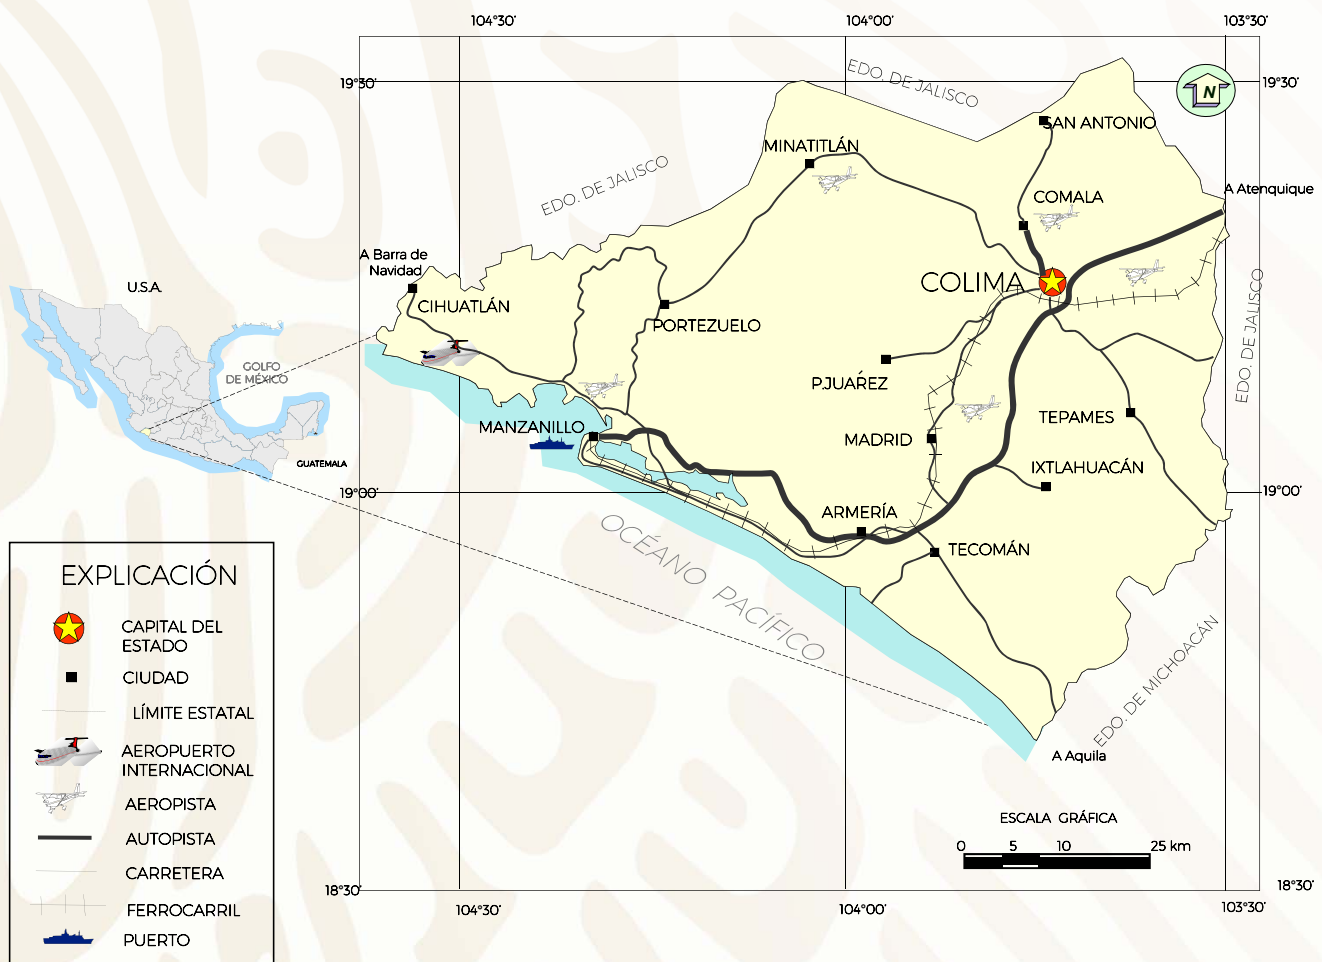 104°30'
104°00'
103°30'
19°30'
19°30'
EDO. DE JALISCO
N
SAN ANTONIO
MINATITLÁN
EDO. DE JALISCO
A Atenquique
COMALA
A Barra de
Navidad
COLIMA
U.S.A.
CIHUATLÁN
EDO. DE JALISCO
PORTEZUELO
GOLFO
DE MÉXICO
P.JUAŔEZ
TEPAMES
MANZANILLO
MADRID
GUATEMALA
IXTLAHUACÁN
19°00'
19°00'
ARMERÍA
OCÉANO PACÍFICO
TECOMÁN
EDO. DE MICHOACÁN
A Aquila
EXPLICACIÓN
CAPITAL DEL
ESTADO
CIUDAD
LÍMITE ESTATAL
AEROPUERTO
INTERNACIONAL
AEROPISTA
AUTOPISTA
CARRETERA
FERROCARRIL
PUERTO
ESCALA GRÁFICA
0 5 10 25 km
18°30'
18°30'
104°30'
104°00'
103°30'